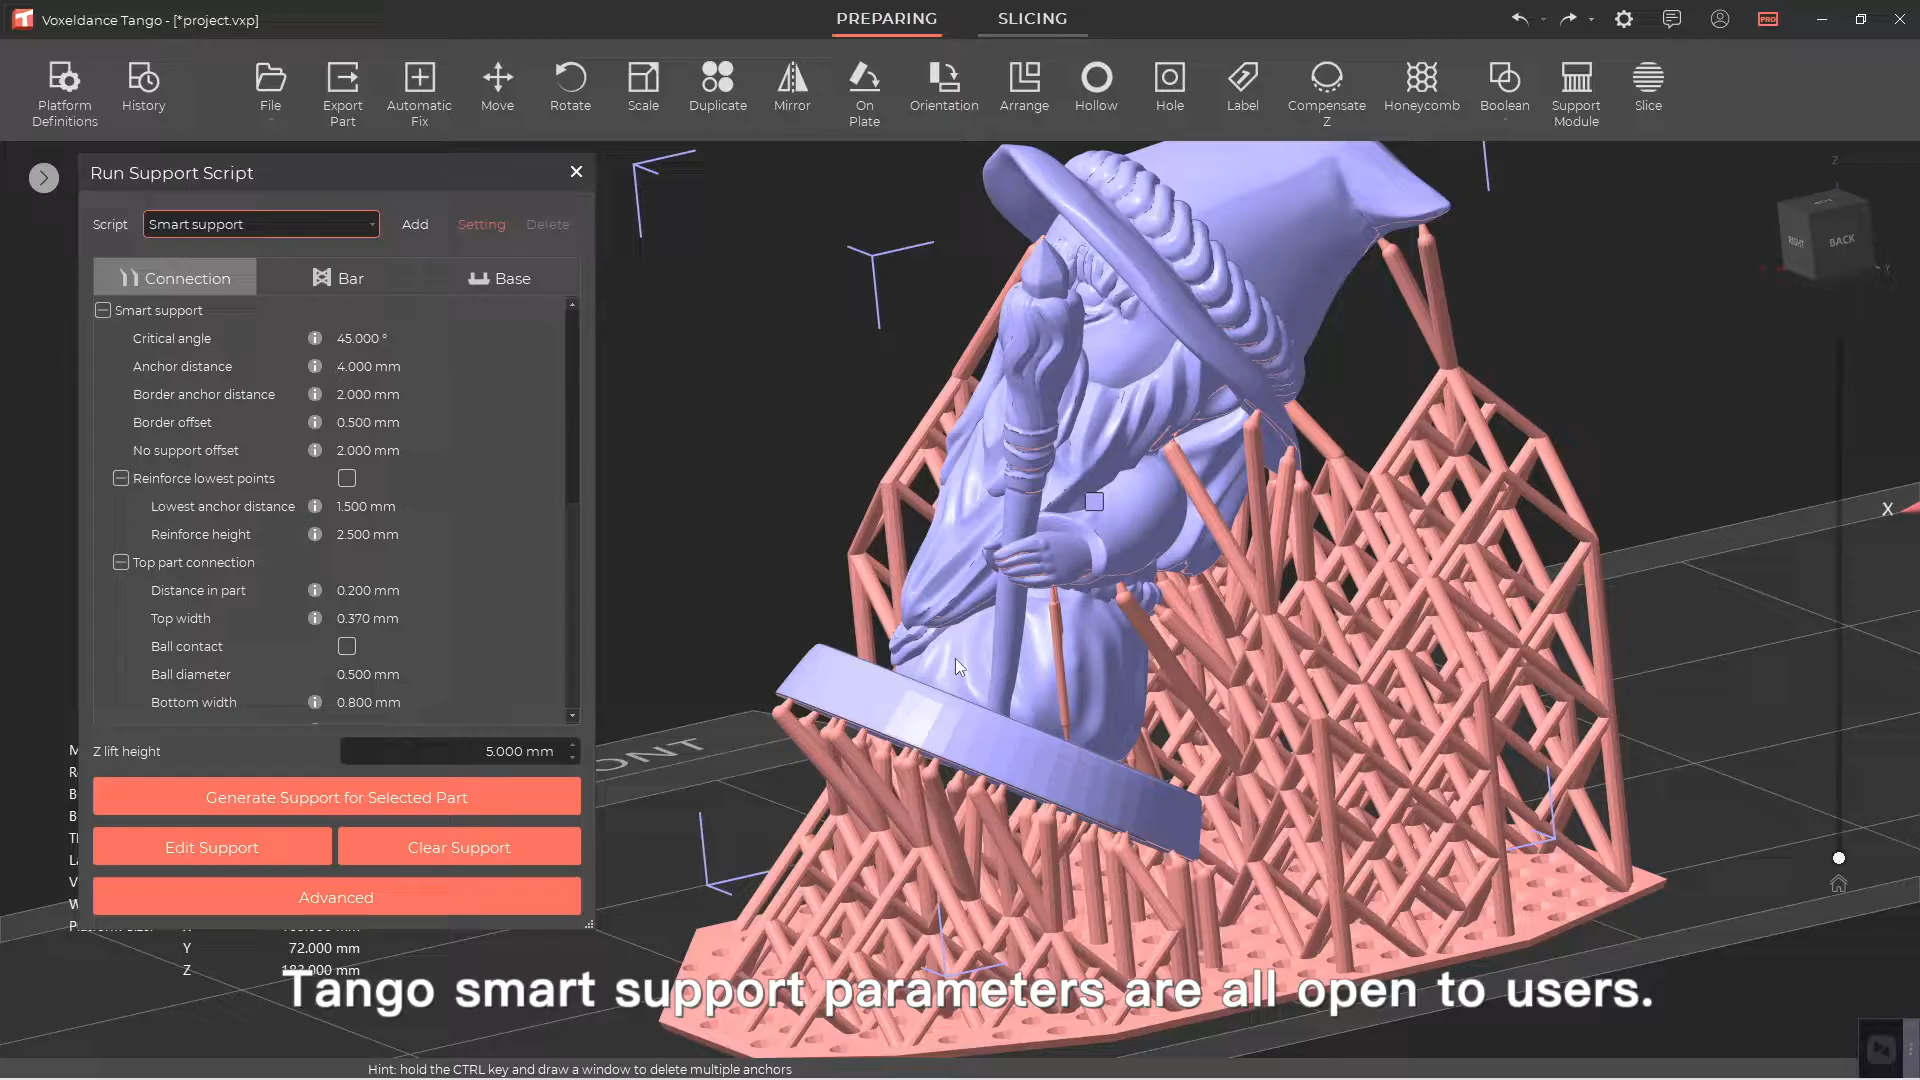 Voxeldance Tango - [*project.vxp]
PREPARING
SLICING
PRO
Platform Definitions
History
File
Export Part
Automatic Fix
Move
Rotate
Scale
Duplicate
Mirror
On Plate
Orientation
Arrange
Hollow
Hole
Label
Compensate Z
Honeycomb
Boolean
Support Module
Slice
Run Support Script
Script
Smart support
Add
Setting
Delete
Connection
Bar
Base
Smart support
Critical angle 45.000 °
Anchor distance 4.000 mm
Border anchor distance 2.000 mm
Border offset 0.500 mm
No support offset 2.000 mm
Reinforce lowest points
Lowest anchor distance 1.500 mm
Reinforce height 2.500 mm
Top part connection
Distance in part 0.200 mm
Top width 0.370 mm
Ball contact
Ball diameter 0.500 mm
Bottom width 0.800 mm
Z lift height 5.000 mm
Generate Support for Selected Part
Edit Support
Clear Support
Advanced
Y 72.000 mm
Z 183.000 mm
Z
RIGHT
BACK
X
Tango smart support parameters are all open to users.
Hint: hold the CTRL key and draw a window to delete multiple anchors